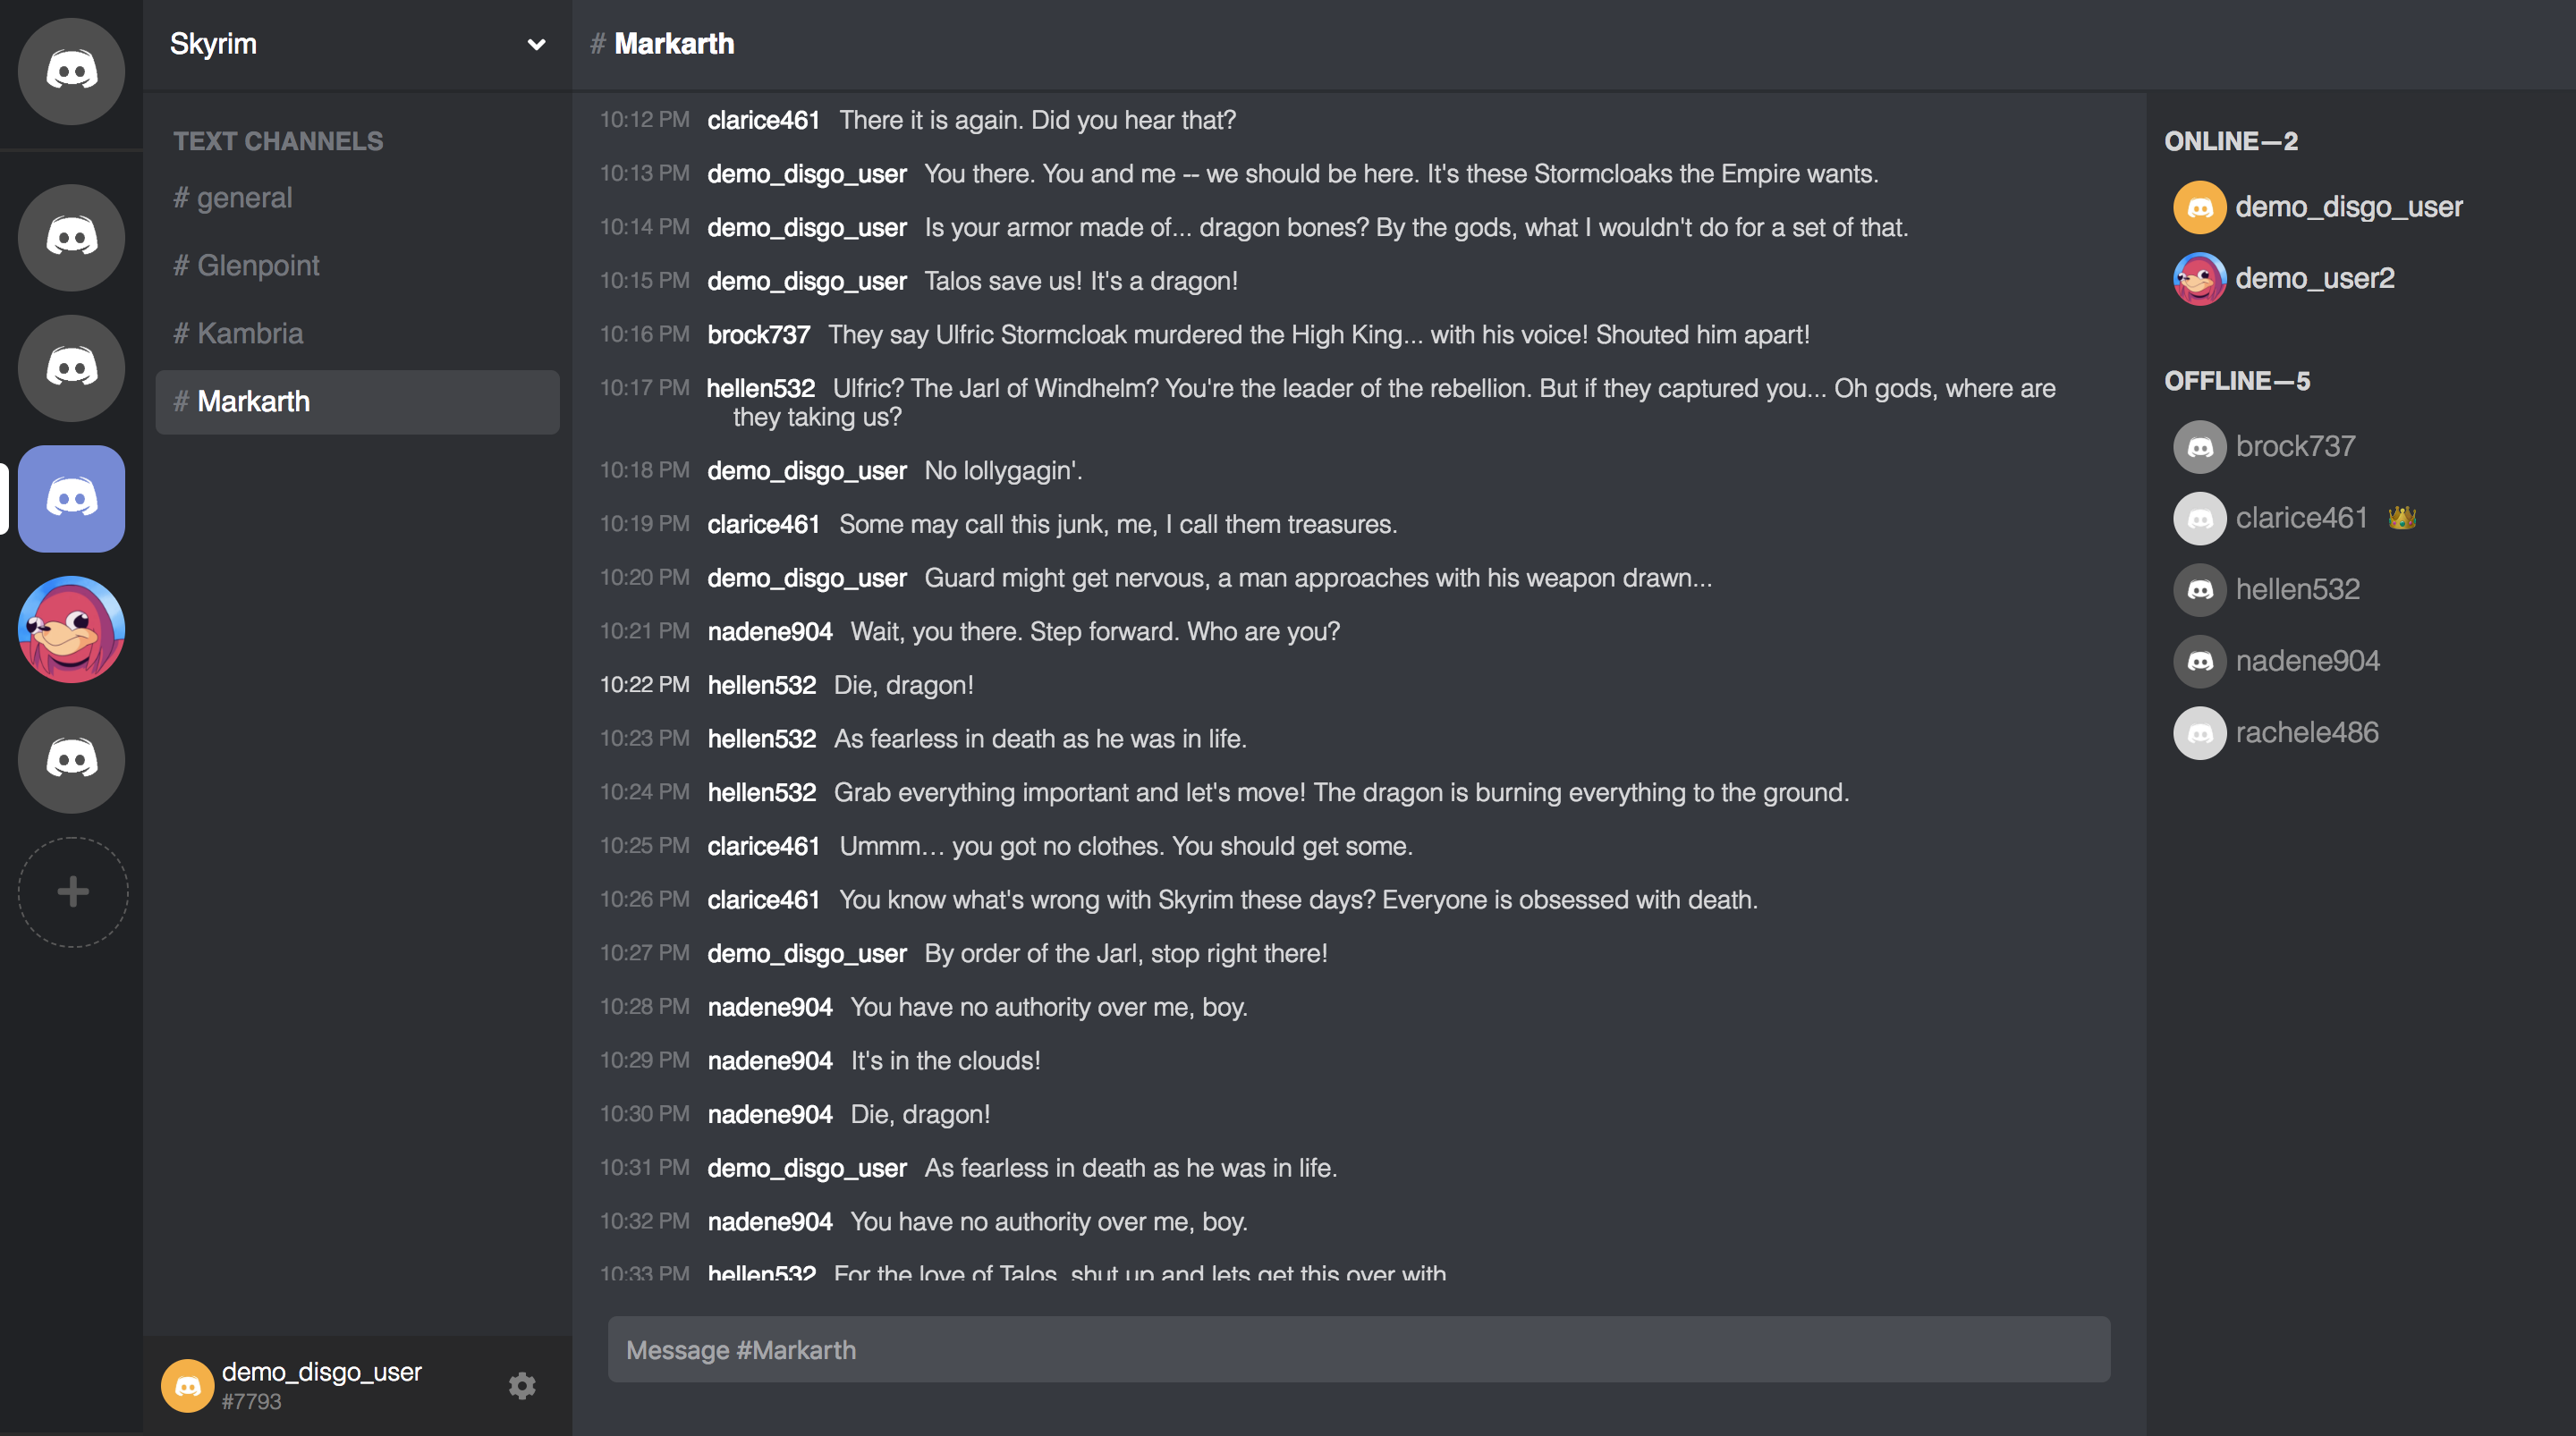 Skyrim
TEXT CHANNELS
# general
# Glenpoint
# Kambria
# Markarth
demo_disgo_user
#7793
# Markarth
10:12 PM clarice461 There it is again. Did you hear that?
10:13 PM demo_disgo_user You there. You and me -- we should be here. It's these Stormcloaks the Empire wants.
10:14 PM demo_disgo_user Is your armor made of... dragon bones? By the gods, what I wouldn't do for a set of that.
10:15 PM demo_disgo_user Talos save us! It's a dragon!
10:16 PM brock737 They say Ulfric Stormcloak murdered the High King... with his voice! Shouted him apart!
10:17 PM hellen532 Ulfric? The Jarl of Windhelm? You're the leader of the rebellion. But if they captured you... Oh gods, where are
they taking us?
10:18 PM demo_disgo_user No lollygagin'.
10:19 PM clarice461 Some may call this junk, me, I call them treasures.
10:20 PM demo_disgo_user Guard might get nervous, a man approaches with his weapon drawn...
10:21 PM nadene904 Wait, you there. Step forward. Who are you?
10:22 PM hellen532 Die, dragon!
10:23 PM hellen532 As fearless in death as he was in life.
10:24 PM hellen532 Grab everything important and let's move! The dragon is burning everything to the ground.
10:25 PM clarice461 Ummm… you got no clothes. You should get some.
10:26 PM clarice461 You know what's wrong with Skyrim these days? Everyone is obsessed with death.
10:27 PM demo_disgo_user By order of the Jarl, stop right there!
10:28 PM nadene904 You have no authority over me, boy.
10:29 PM nadene904 It's in the clouds!
10:30 PM nadene904 Die, dragon!
10:31 PM demo_disgo_user As fearless in death as he was in life.
10:32 PM nadene904 You have no authority over me, boy.
10:33 PM hellen532 For the love of Talos, shut up and lets get this over with
Message #Markarth
ONLINE—2
demo_disgo_user
demo_user2
OFFLINE—5
brock737
clarice461
hellen532
nadene904
rachele486